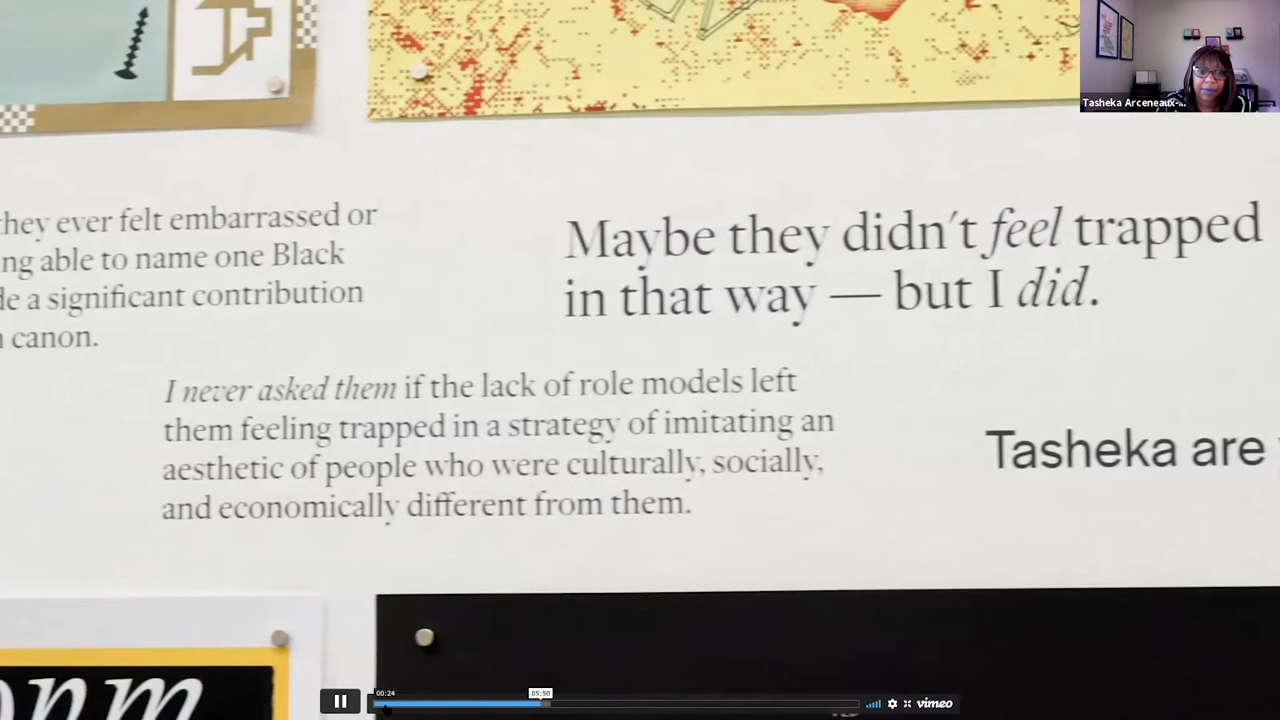 Tasheka Arceneaux-...
they ever felt embarrassed or
ng able to name one Black
e a significant contribution
canon.
Maybe they didn't feel trapped
in that way — but I did.
I never asked them if the lack of role models left
them feeling trapped in a strategy of imitating an
aesthetic of people who were culturally, socially,
and economically different from them.
Tasheka are
onm
00:24
05:50
vimeo